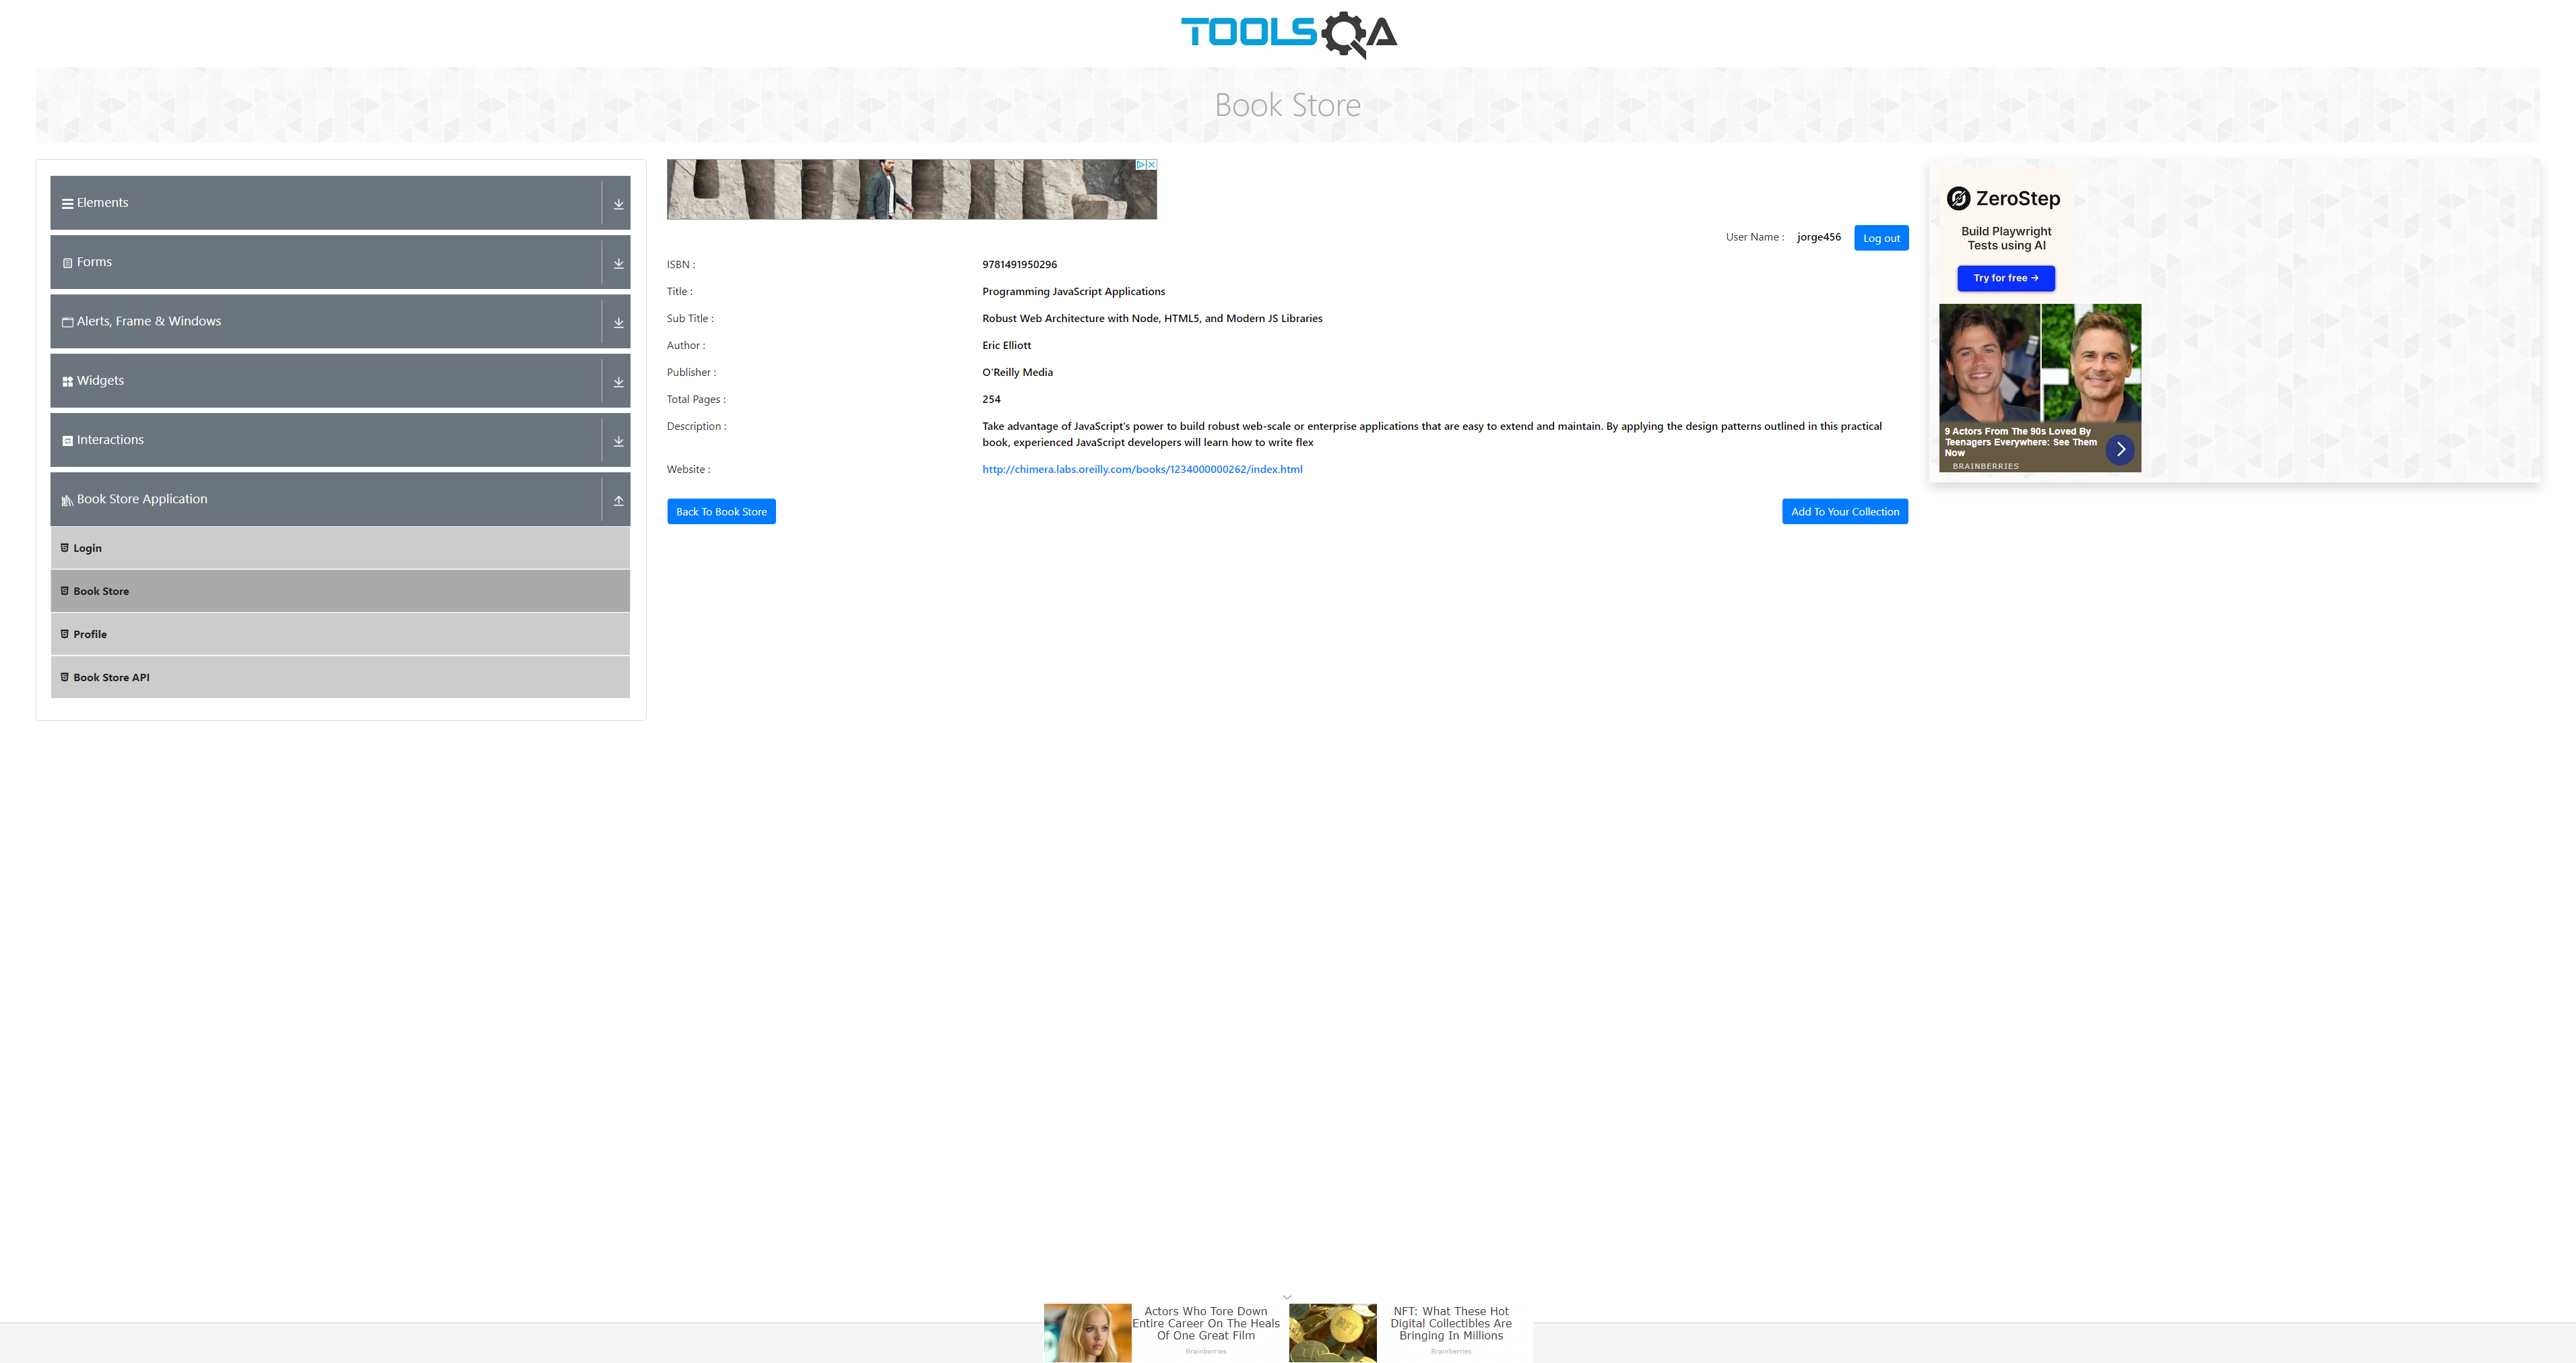 TOOLSQA
Book Store
Elements
Forms
Alerts, Frame & Windows
Widgets
Interactions
Book Store Application
Login
Book Store
Profile
Book Store API
User Name :
jorge456
Log out
ISBN :
9781491950296
Title :
Programming JavaScript Applications
Sub Title :
Robust Web Architecture with Node, HTML5, and Modern JS Libraries
Author :
Eric Elliott
Publisher :
O'Reilly Media
Total Pages :
254
Description :
Take advantage of JavaScript's power to build robust web-scale or enterprise applications that are easy to extend and maintain. By applying the design patterns outlined in this practical
book, experienced JavaScript developers will learn how to write flex
Website :
http://chimera.labs.oreilly.com/books/1234000000262/index.html
Back To Book Store
Add To Your Collection
ZeroStep
Build Playwright
Tests using AI
Try for free →
9 Actors From The 90s Loved By
Teenagers Everywhere: See Them
Now
BRAINBERRIES
Actors Who Tore Down
Entire Career On The Heals
Of One Great Film
Brainberries
NFT: What These Hot
Digital Collectibles Are
Bringing In Millions
Brainberries